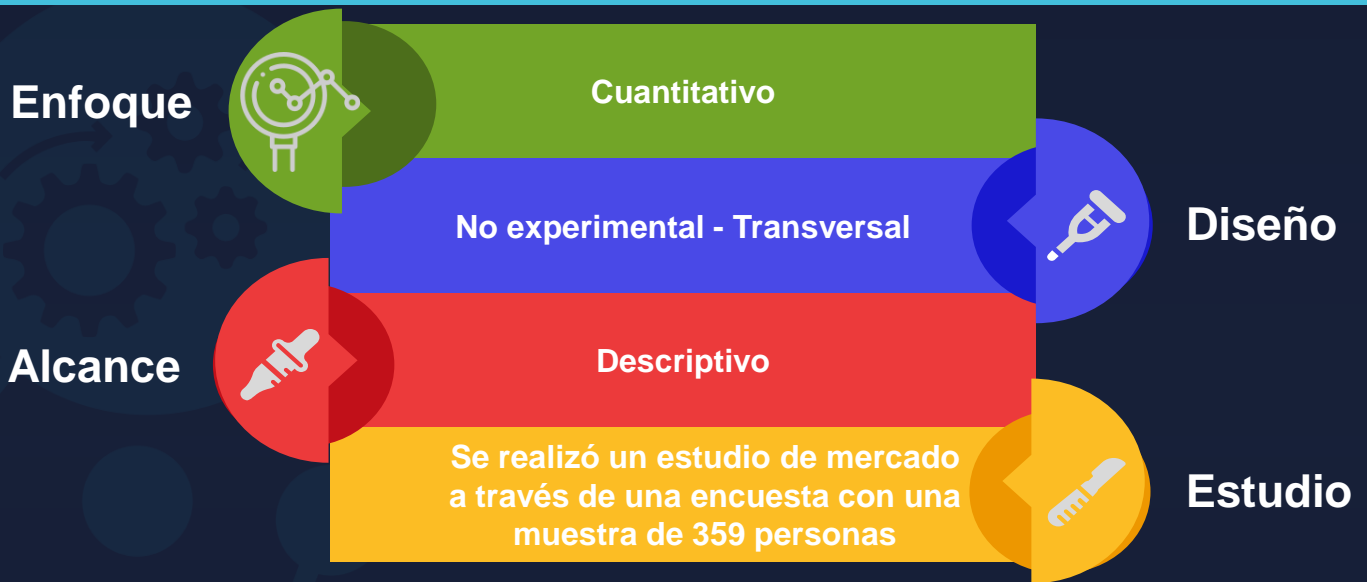 Enfoque
Cuantitativo
No experimental - Transversal
Diseño
Alcance
Descriptivo
Se realizó un estudio de mercado
a través de una encuesta con una
muestra de 359 personas
Estudio